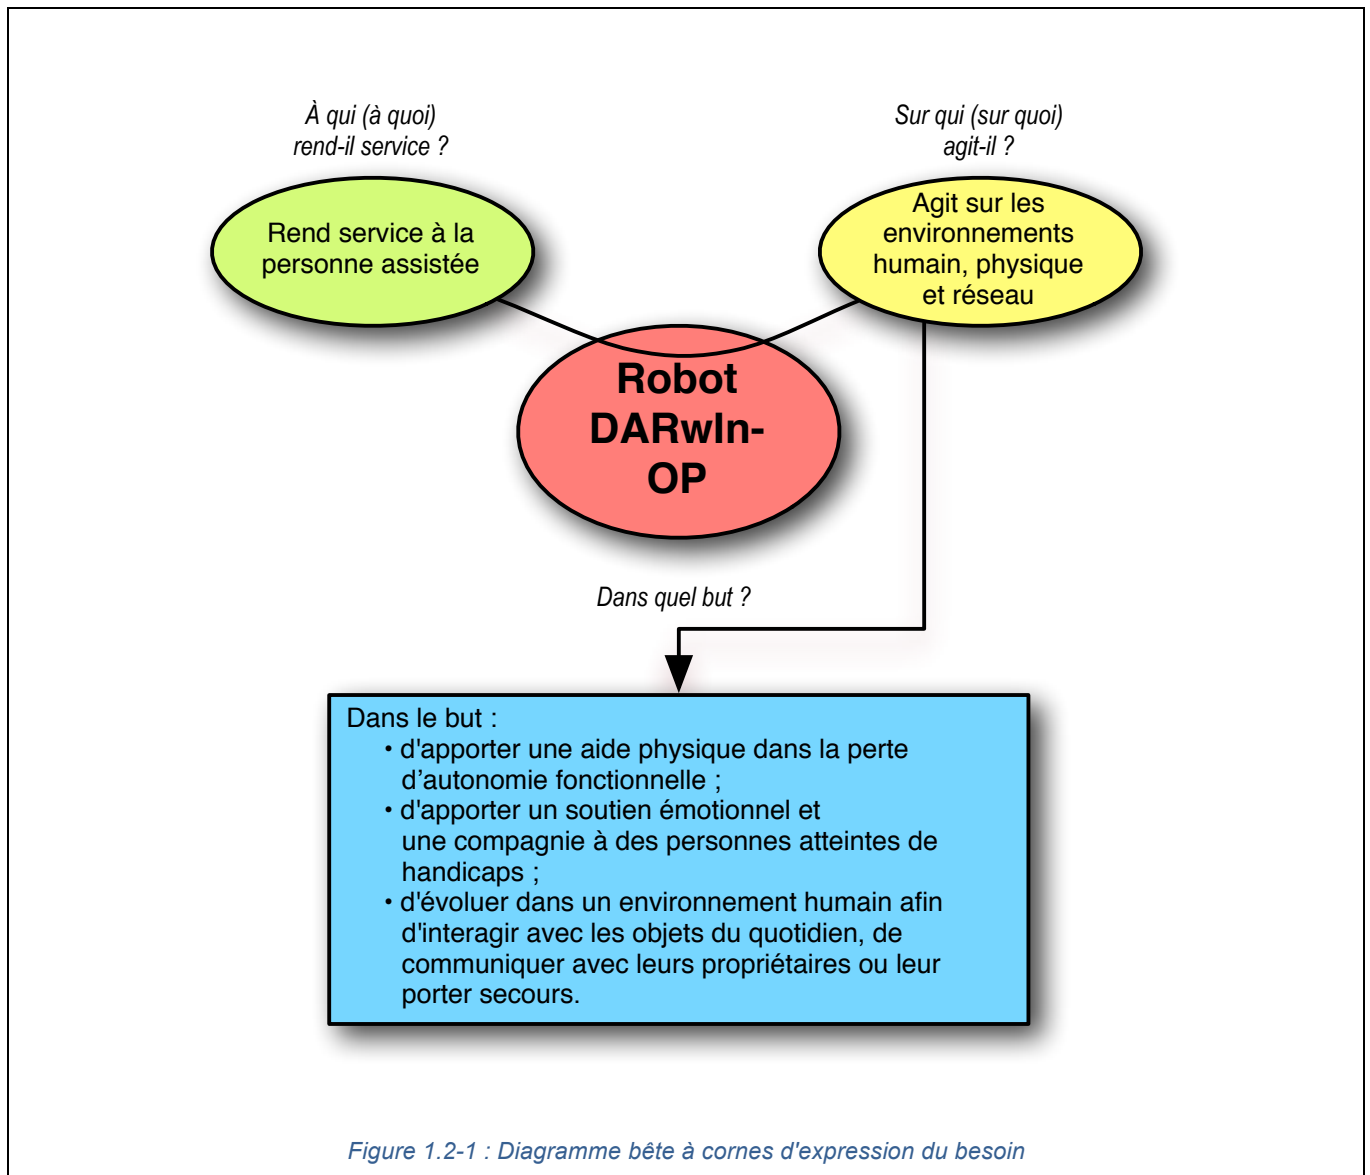 À qui (à quoi)
rend-il service ?
Sur qui (sur quoi)
agit-il ?
Rend service à la
personne assistée
Agit sur les
environnements
humain, physique
et réseau
Robot
DARwIn-
OP
Dans quel but ?
Dans le but :
• d'apporter une aide physique dans la perte
d’autonomie fonctionnelle ;
• d'apporter un soutien émotionnel et
une compagnie à des personnes atteintes de
handicaps ;
• d'évoluer dans un environnement humain afin
d'interagir avec les objets du quotidien, de
communiquer avec leurs propriétaires ou leur
porter secours.
Figure 1.2-1 : Diagramme bête à cornes d'expression du besoin